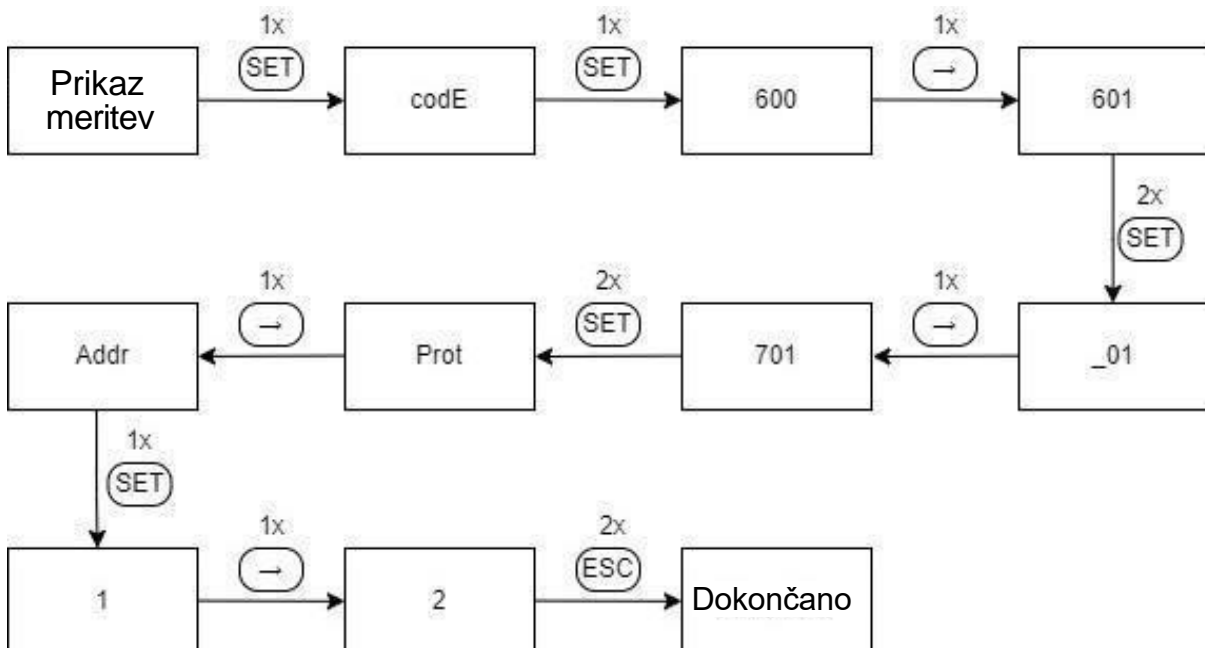 1x
SET
1x
SET
1x
→
Prikaz
meritev
codE
600
601
2x
SET
1x
→
2x
SET
1x
→
_01
701
Prot
Addr
1x
SET
1x
→
2x
ESC
1
2
Dokončano